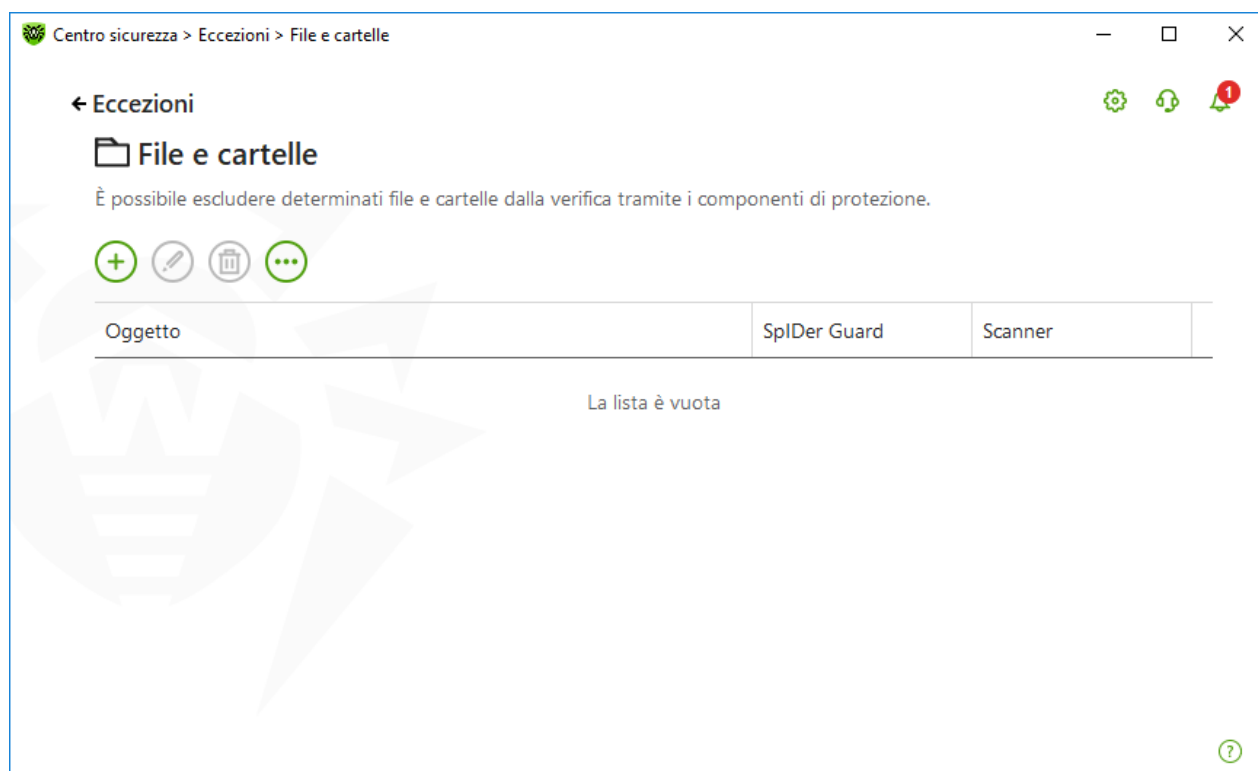 Centro sicurezza > Eccezioni > File e cartelle
Eccezioni
1
File e cartelle
È possibile escludere determinati file e cartelle dalla verifica tramite i componenti di protezione.
Oggetto
SpIDer Guard
Scanner
La lista è vuota
?